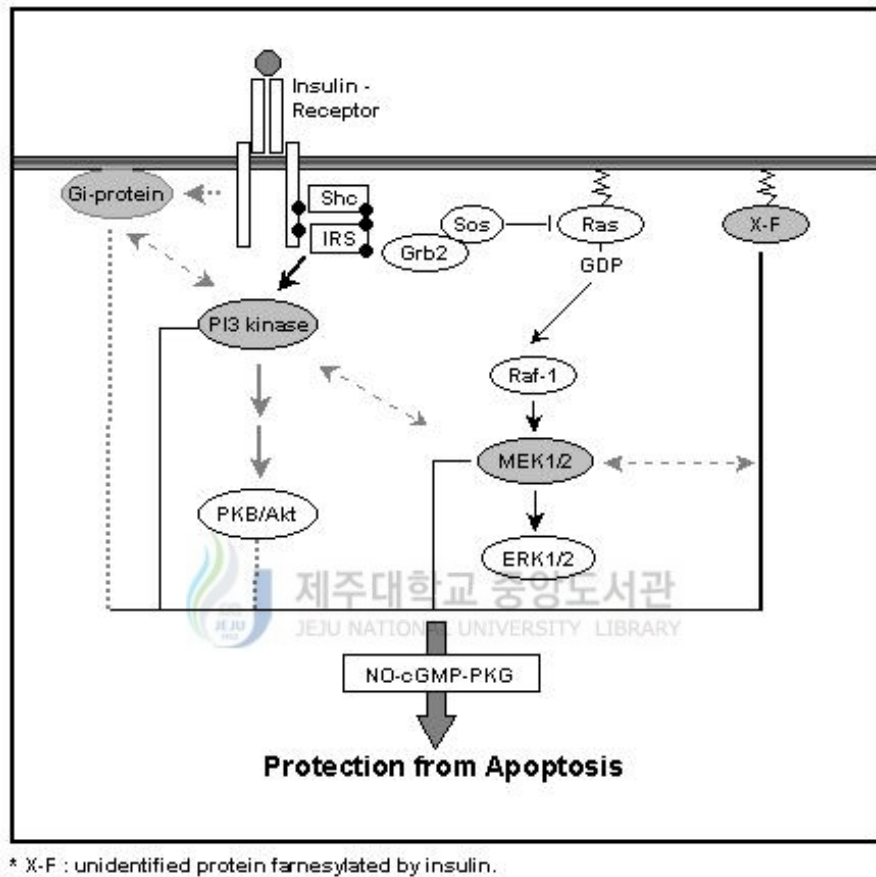 Insulin -
Receptor
Gi-protein
Shc
IRS
Sos
Grb2
Ras
GDP
X-F
PI3 kinase
Raf-1
MEK1/2
PKB/Akt
ERK1/2
제주대학교 중앙도서관
JEJU NATIONAL UNIVERSITY LIBRARY
JEJU
1952
NO-cGMP-PKG
Protection from Apoptosis
* X-F : unidentified protein farnesylated by insulin.